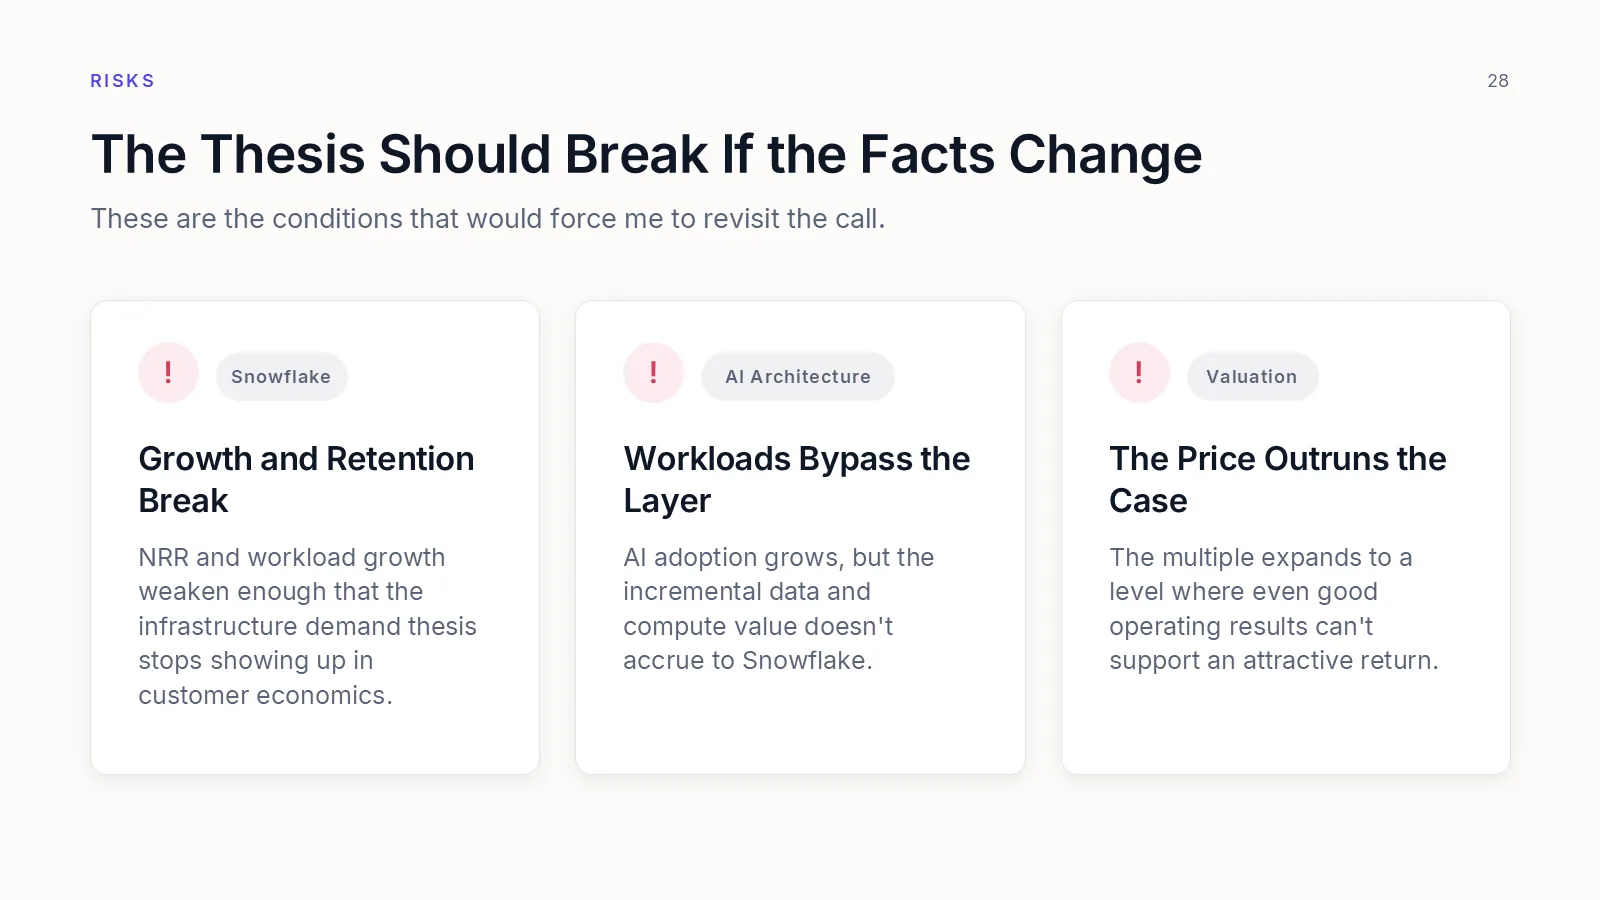 RISKS
28
The Thesis Should Break If the Facts Change
These are the conditions that would force me to revisit the call.
!
Snowflake
Growth and Retention
Break
NRR and workload growth
weaken enough that the
infrastructure demand thesis
stops showing up in
customer economics.
!
AI Architecture
Workloads Bypass the
Layer
AI adoption grows, but the
incremental data and
compute value doesn't
accrue to Snowflake.
!
Valuation
The Price Outruns the
Case
The multiple expands to a
level where even good
operating results can't
support an attractive return.